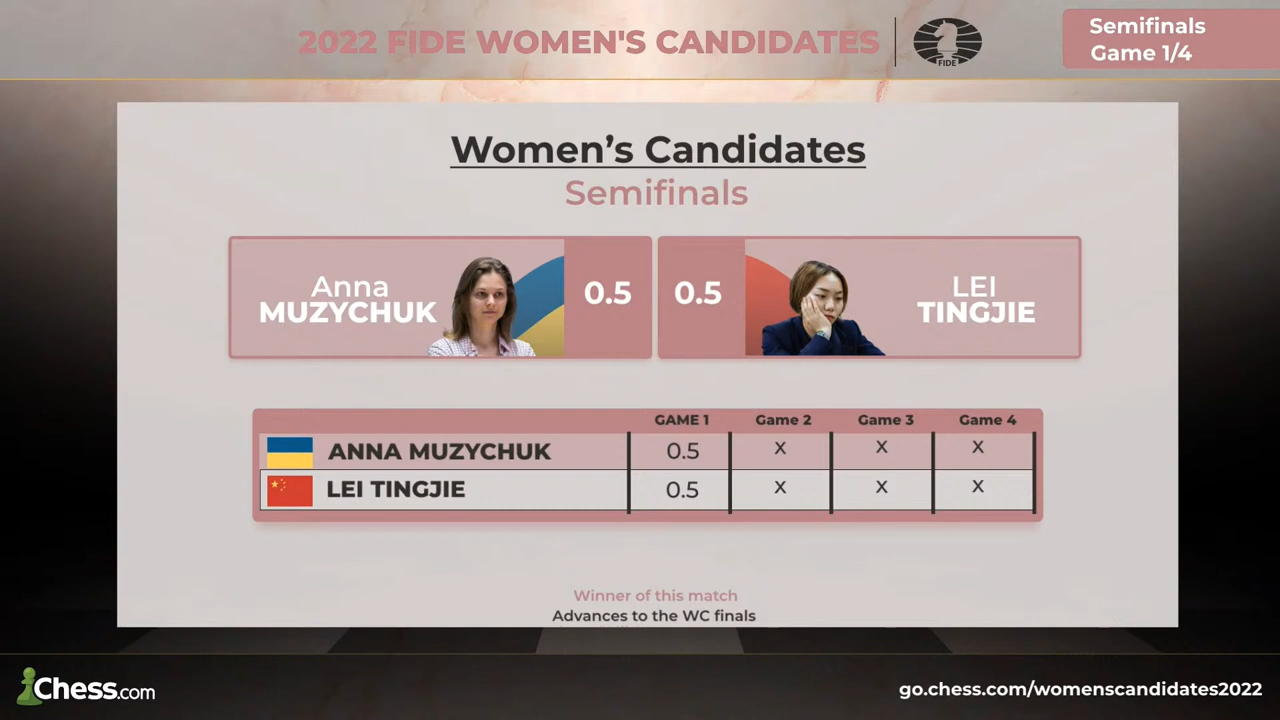 2022 FIDE WOMEN'S CANDIDATES
FIDE
Semifinals
Game 1/4
Women's Candidates
Semifinals
Anna
MUZYCHUK
0.5
0.5
LEI
TINGJIE
GAME 1 Game 2 Game 3 Game 4
ANNA MUZYCHUK 0.5 X X X
LEI TINGJIE 0.5 X X X
Winner of this match
Advances to the WC finals
Chess.com
go.chess.com/womenscandidates2022